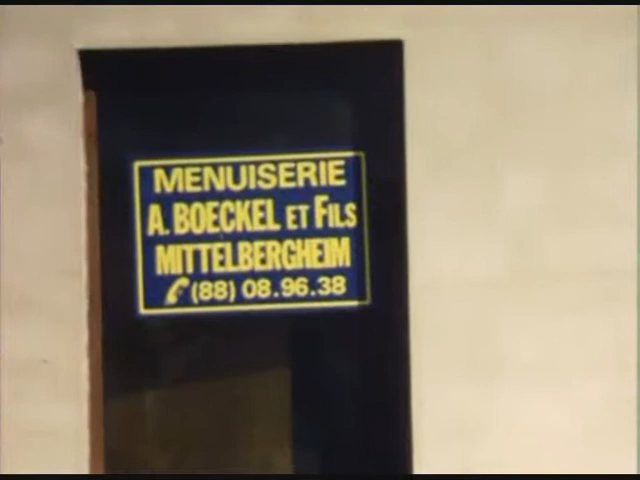 MENUISERIE
A. BOECKEL ET FILS
MITTELBERGHEIM
(88) 08.96.38